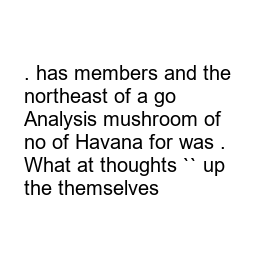 . has members and the
northeast of a go
Analysis mushroom of
no of Havana for was .
What at thoughts `` up
the themselves